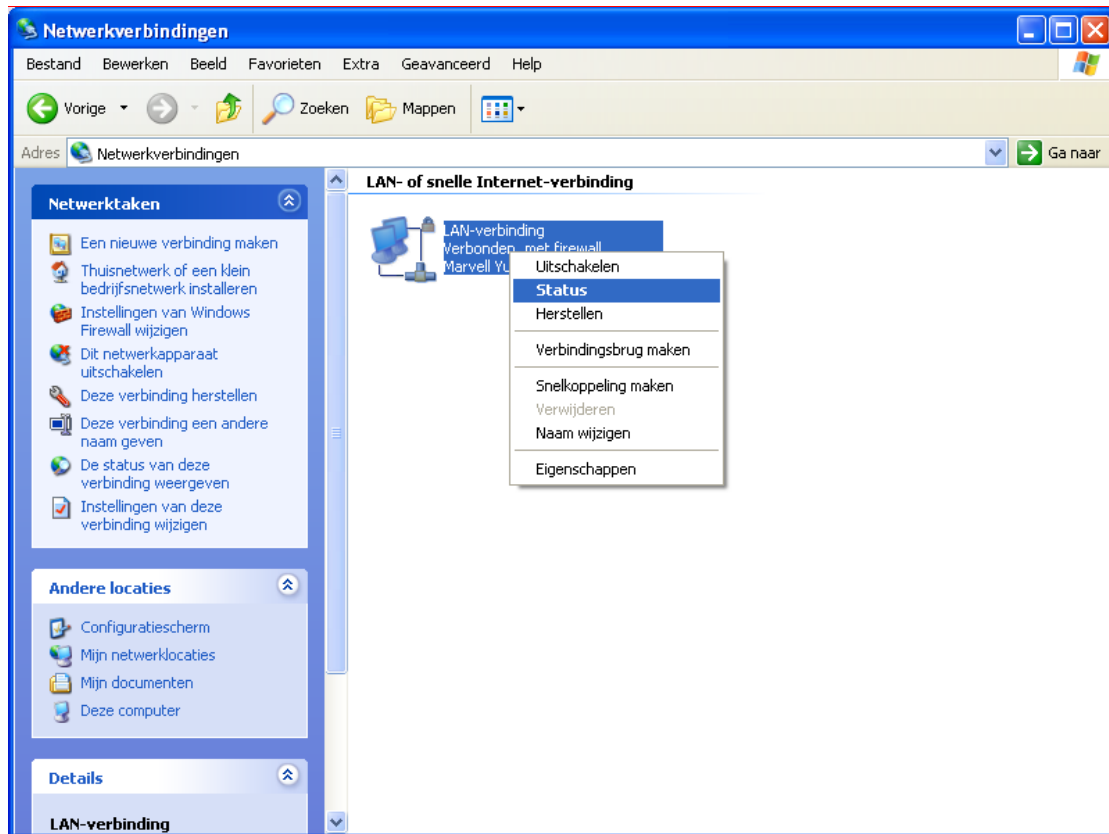 Netwerkverbindingen
Bestand Bewerken Beeld Favorieten Extra Geavanceerd Help
Vorige Zoeken Mappen
Adres Netwerkverbindingen Ga naar
Netwerktaken
Een nieuwe verbinding maken
Thuisnetwerk of een klein
bedrijfsnetwerk installeren
Instellingen van Windows
Firewall wijzigen
Dit netwerkapparaat
uitschakelen
Deze verbinding herstellen
Deze verbinding een andere
naam geven
De status van deze
verbinding weergeven
Instellingen van deze
verbinding wijzigen
Andere locaties
Configuratiescherm
Mijn netwerklocaties
Mijn documenten
Deze computer
Details
LAN-verbinding
LAN- of snelle Internet-verbinding
LAN-verbinding
Verbonden, met firewall
Marvell Yu
Uitschakelen
Status
Herstellen
Verbindingsbrug maken
Snelkoppeling maken
Verwijderen
Naam wijzigen
Eigenschappen